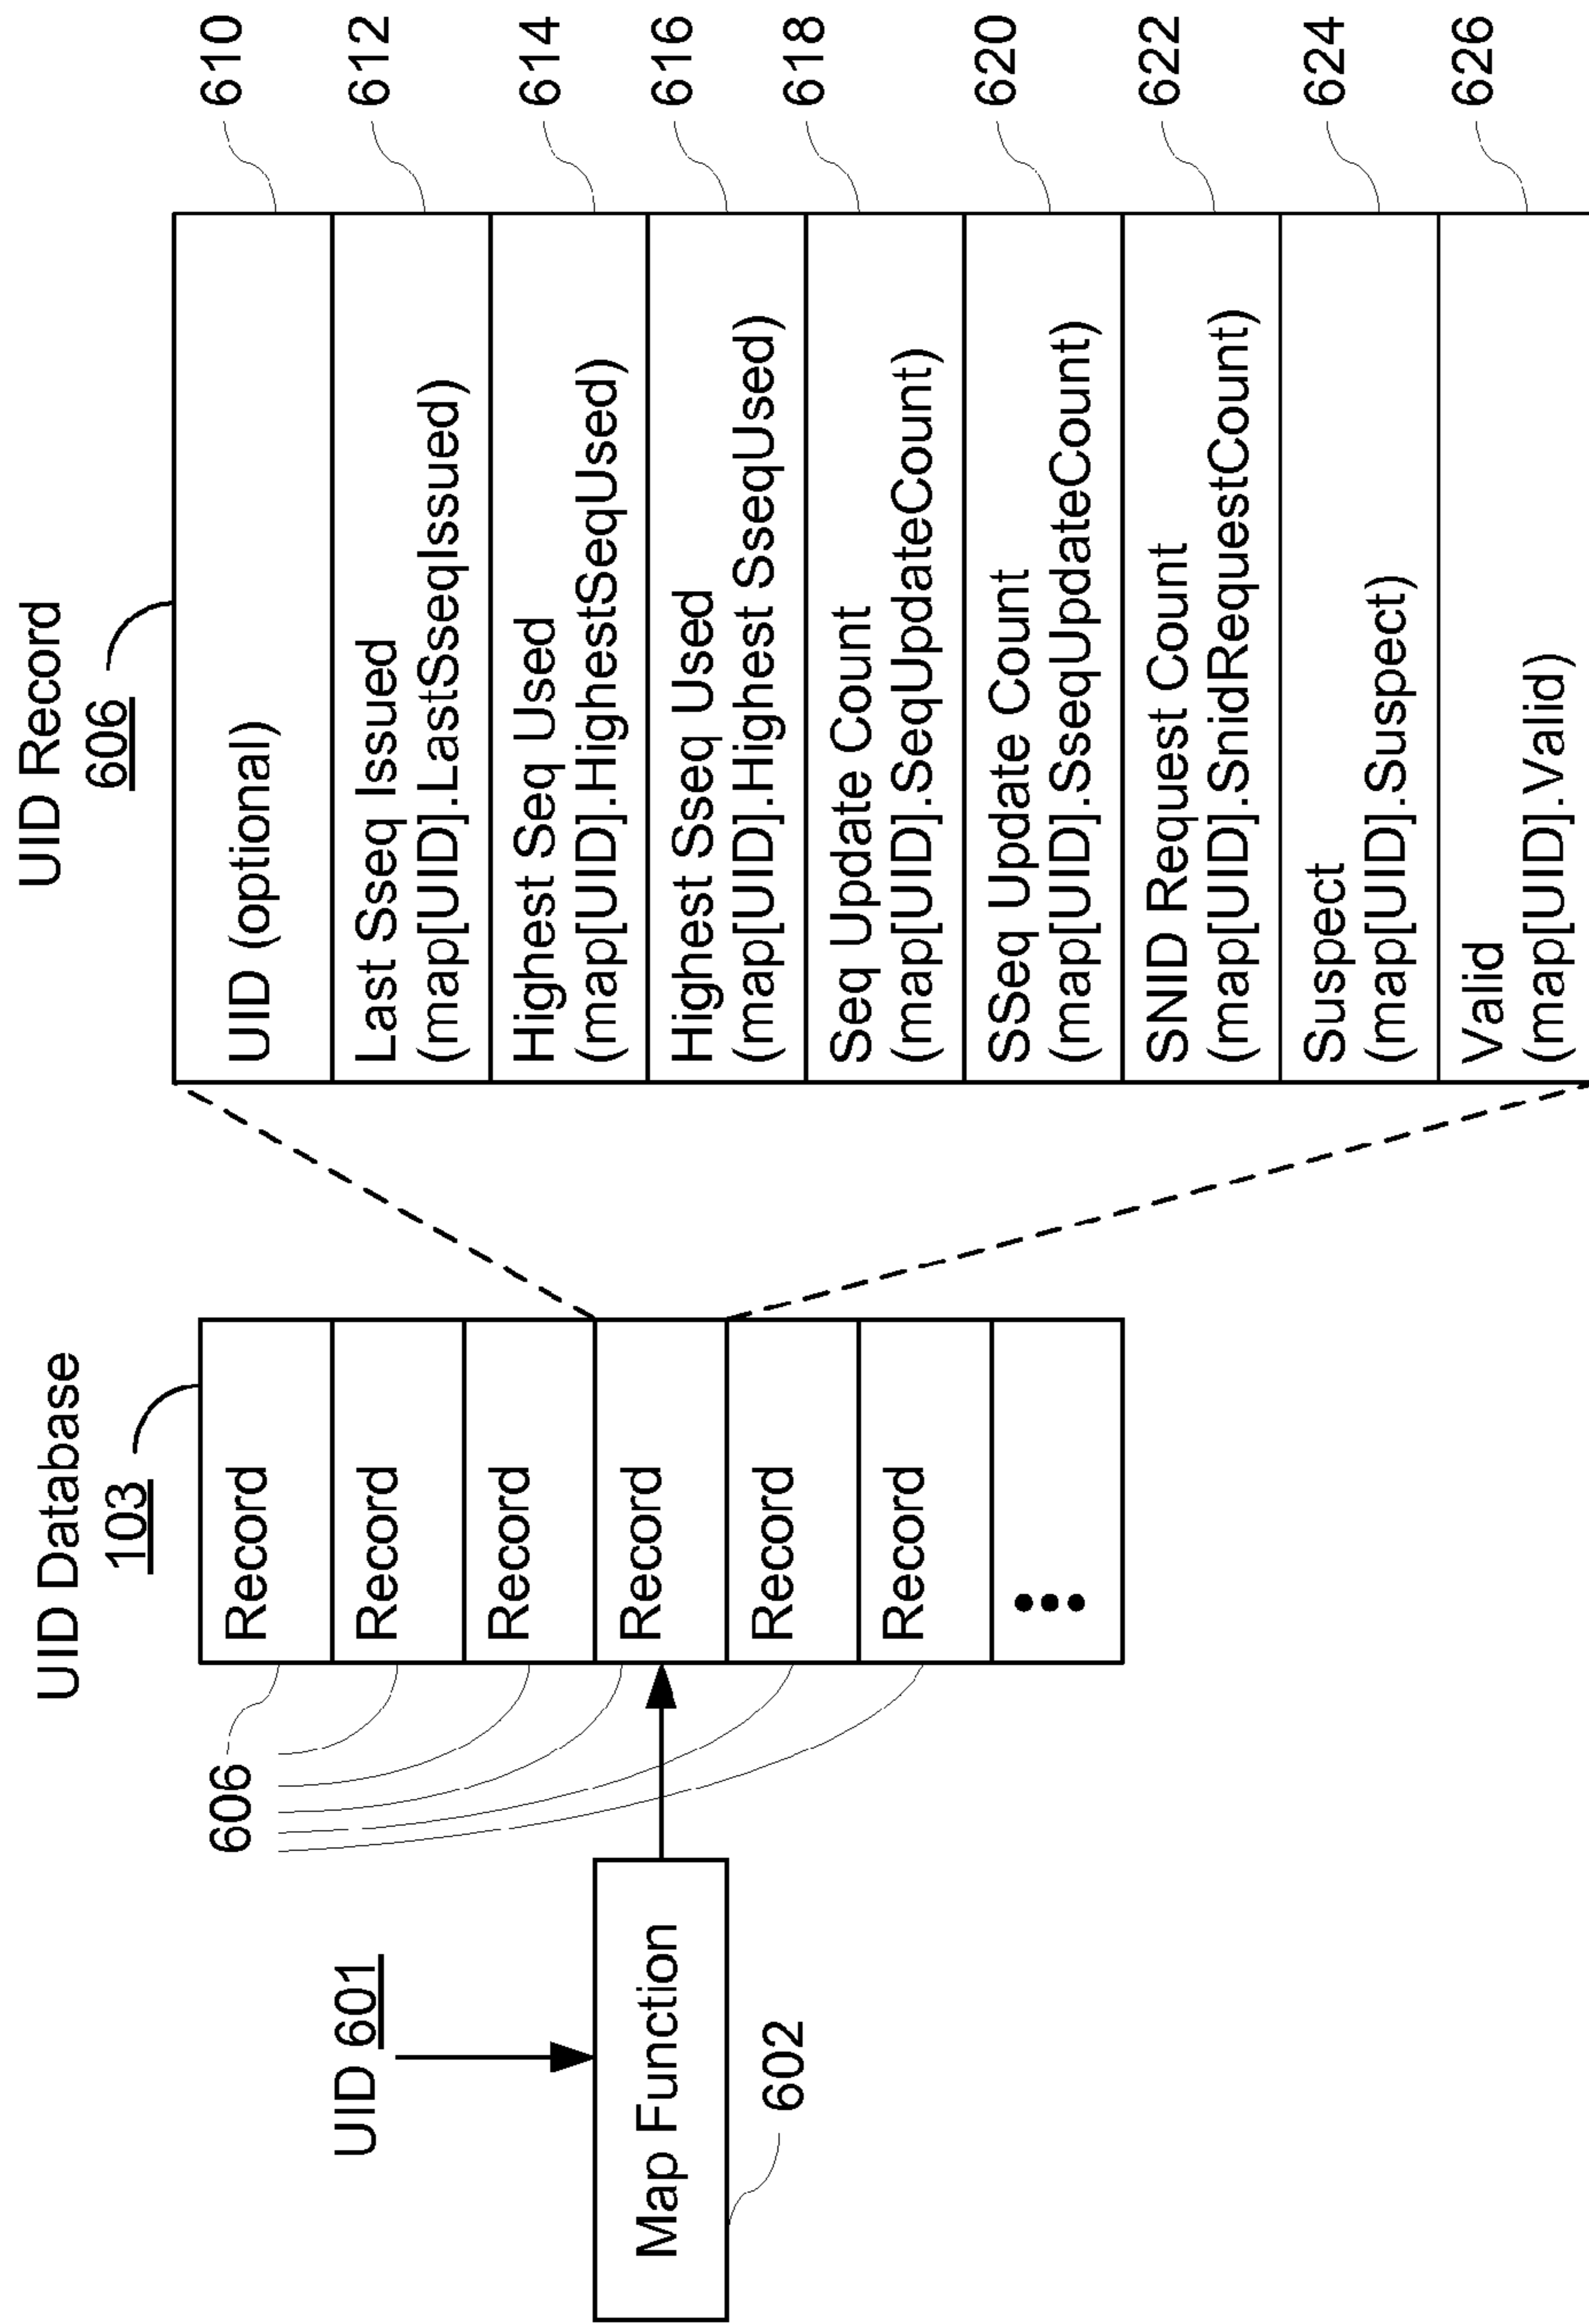 UID 601
Map Function
602
UID Database
103
606
Record
Record
Record
Record
Record
Record
UID Record
606
UID (optional)
610
Last Sseq Issued
(map[UID].LastSseqIssued)
612
Highest Seq Used
(map[UID].HighestSeqUsed)
614
Highest Sseq Used
(map[UID].Highest SseqUsed)
616
Seq Update Count
(map[UID].SeqUpdateCount)
618
SSeq Update Count
(map[UID].SseqUpdateCount)
620
SNID Request Count
(map[UID].SnidRequestCount)
622
Suspect
(map[UID].Suspect)
624
Valid
(map[UID].Valid)
626